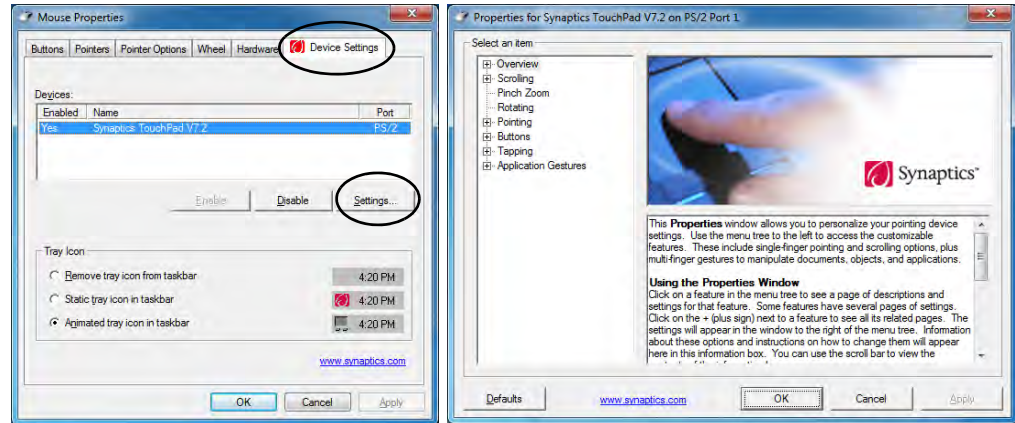 Mouse Properties
Buttons Pointers Pointer Options Wheel Hardware Device Settings
Devices:
Enabled Name Port
Yes Synaptics TouchPad V7.2 PS/2
Enable Disable Settings...
Tray Icon
Remove tray icon from taskbar 4:20 PM
Static tray icon in taskbar 4:20 PM
Animated tray icon in taskbar 4:20 PM
www.synaptics.com
OK Cancel Apply
Properties for Synaptics TouchPad V7.2 on PS/2 Port 1
Select an item
Overview
Scrolling
Pinch Zoom
Rotating
Pointing
Buttons
Tapping
Application Gestures
Synaptics™
This Properties window allows you to personalize your pointing device
settings. Use the menu tree to the left to access the customizable
features. These include single-finger pointing and scrolling options, plus
multi-finger gestures to manipulate documents, objects, and applications.
Using the Properties Window
Click on a feature in the menu tree to see a page of descriptions and
settings for that feature. Some features have several pages of settings.
Click on the + (plus sign) next to a feature to see all its related pages. The
settings will appear in the window to the right of the menu tree. Information
about these options and instructions on how to change them will appear
here in this information box. You can use the scroll bar to view the
Defaults www.synaptics.com OK Cancel Apply